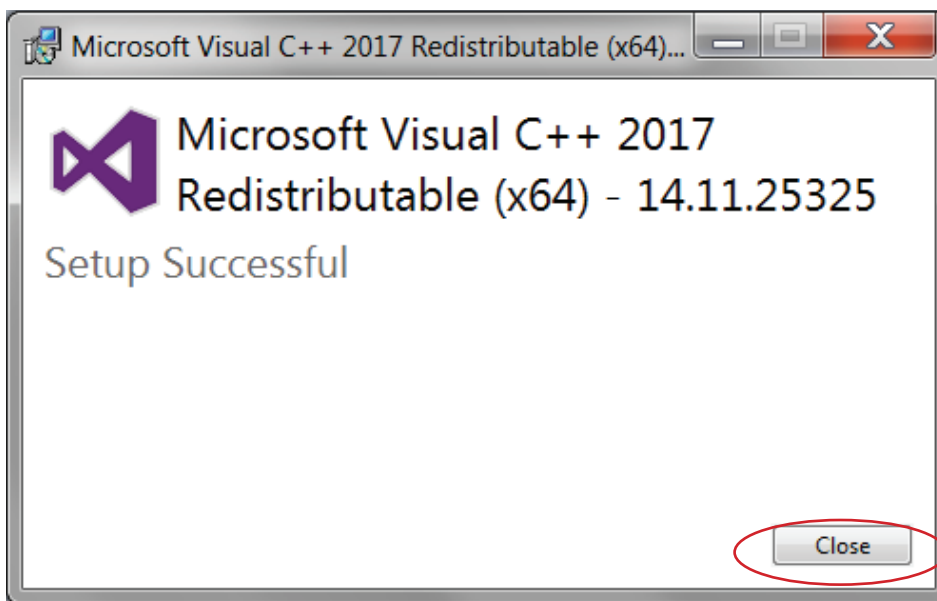 Microsoft Visual C++ 2017 Redistributable (x64)...
Microsoft Visual C++ 2017
Redistributable (x64) - 14.11.25325
Setup Successful
Close